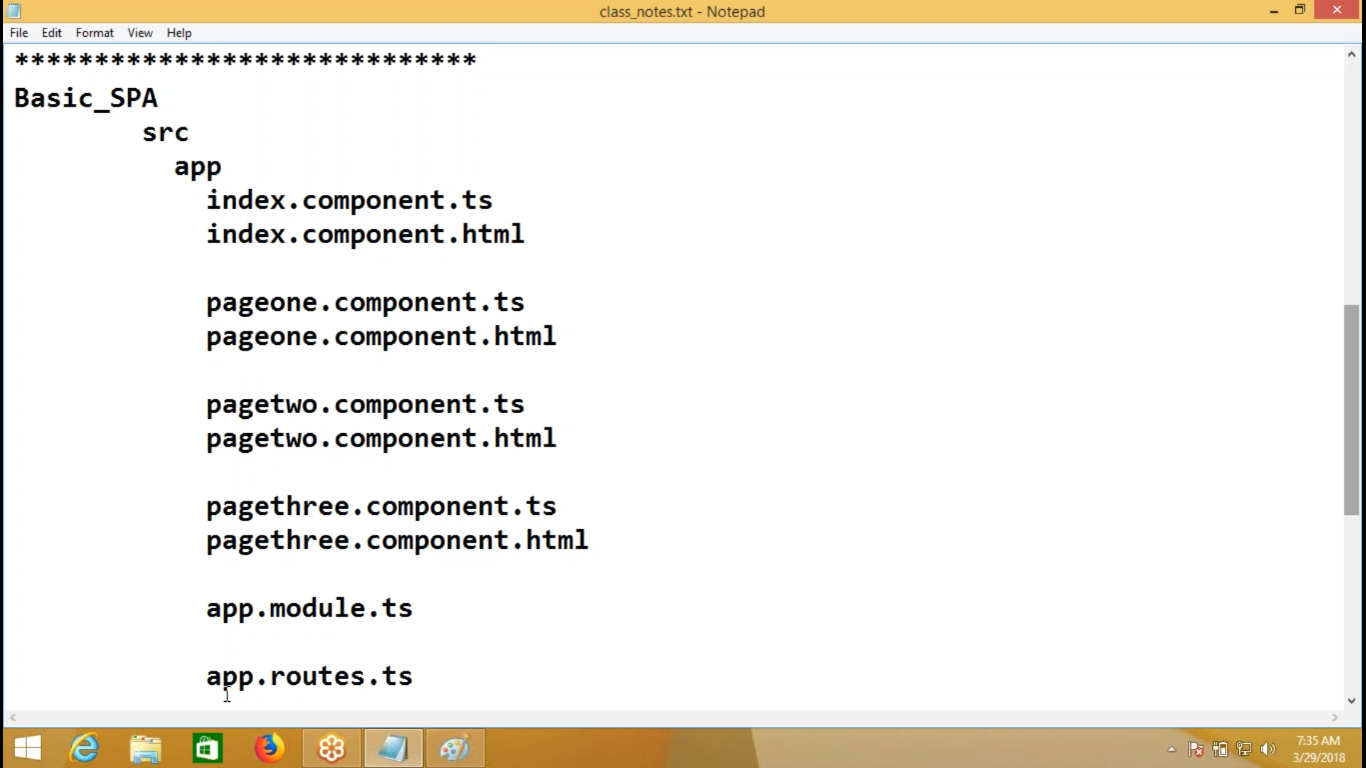 class_notes.txt - Notepad
File Edit Format View Help
*****************************
Basic_SPA
src
app
index.component.ts
index.component.html
pageone.component.ts
pageone.component.html
pagetwo.component.ts
pagetwo.component.html
pagethree.component.ts
pagethree.component.html
app.module.ts
app.routes.ts
7:35 AM
3/29/2018